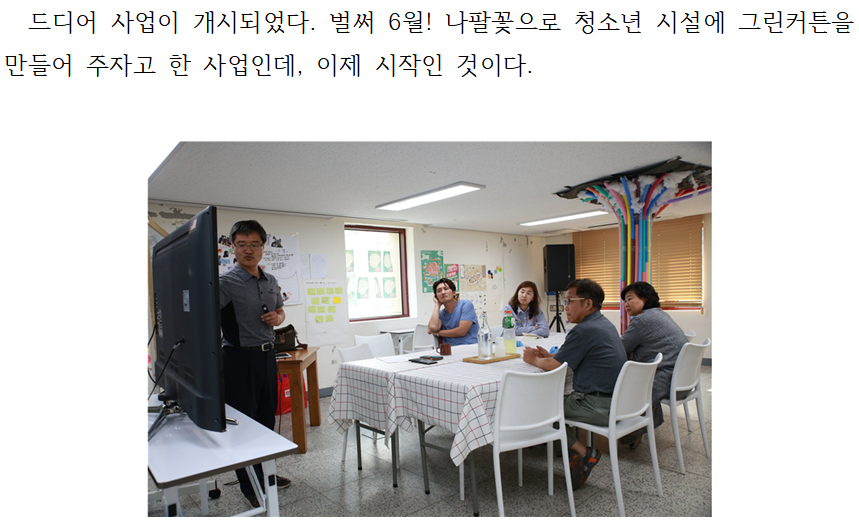 드디어 사업이 개시되었다. 벌써 6월! 나팔꽃으로 청소년 시설에 그린커튼을
만들어 주자고 한 사업인데, 이제 시작인 것이다.